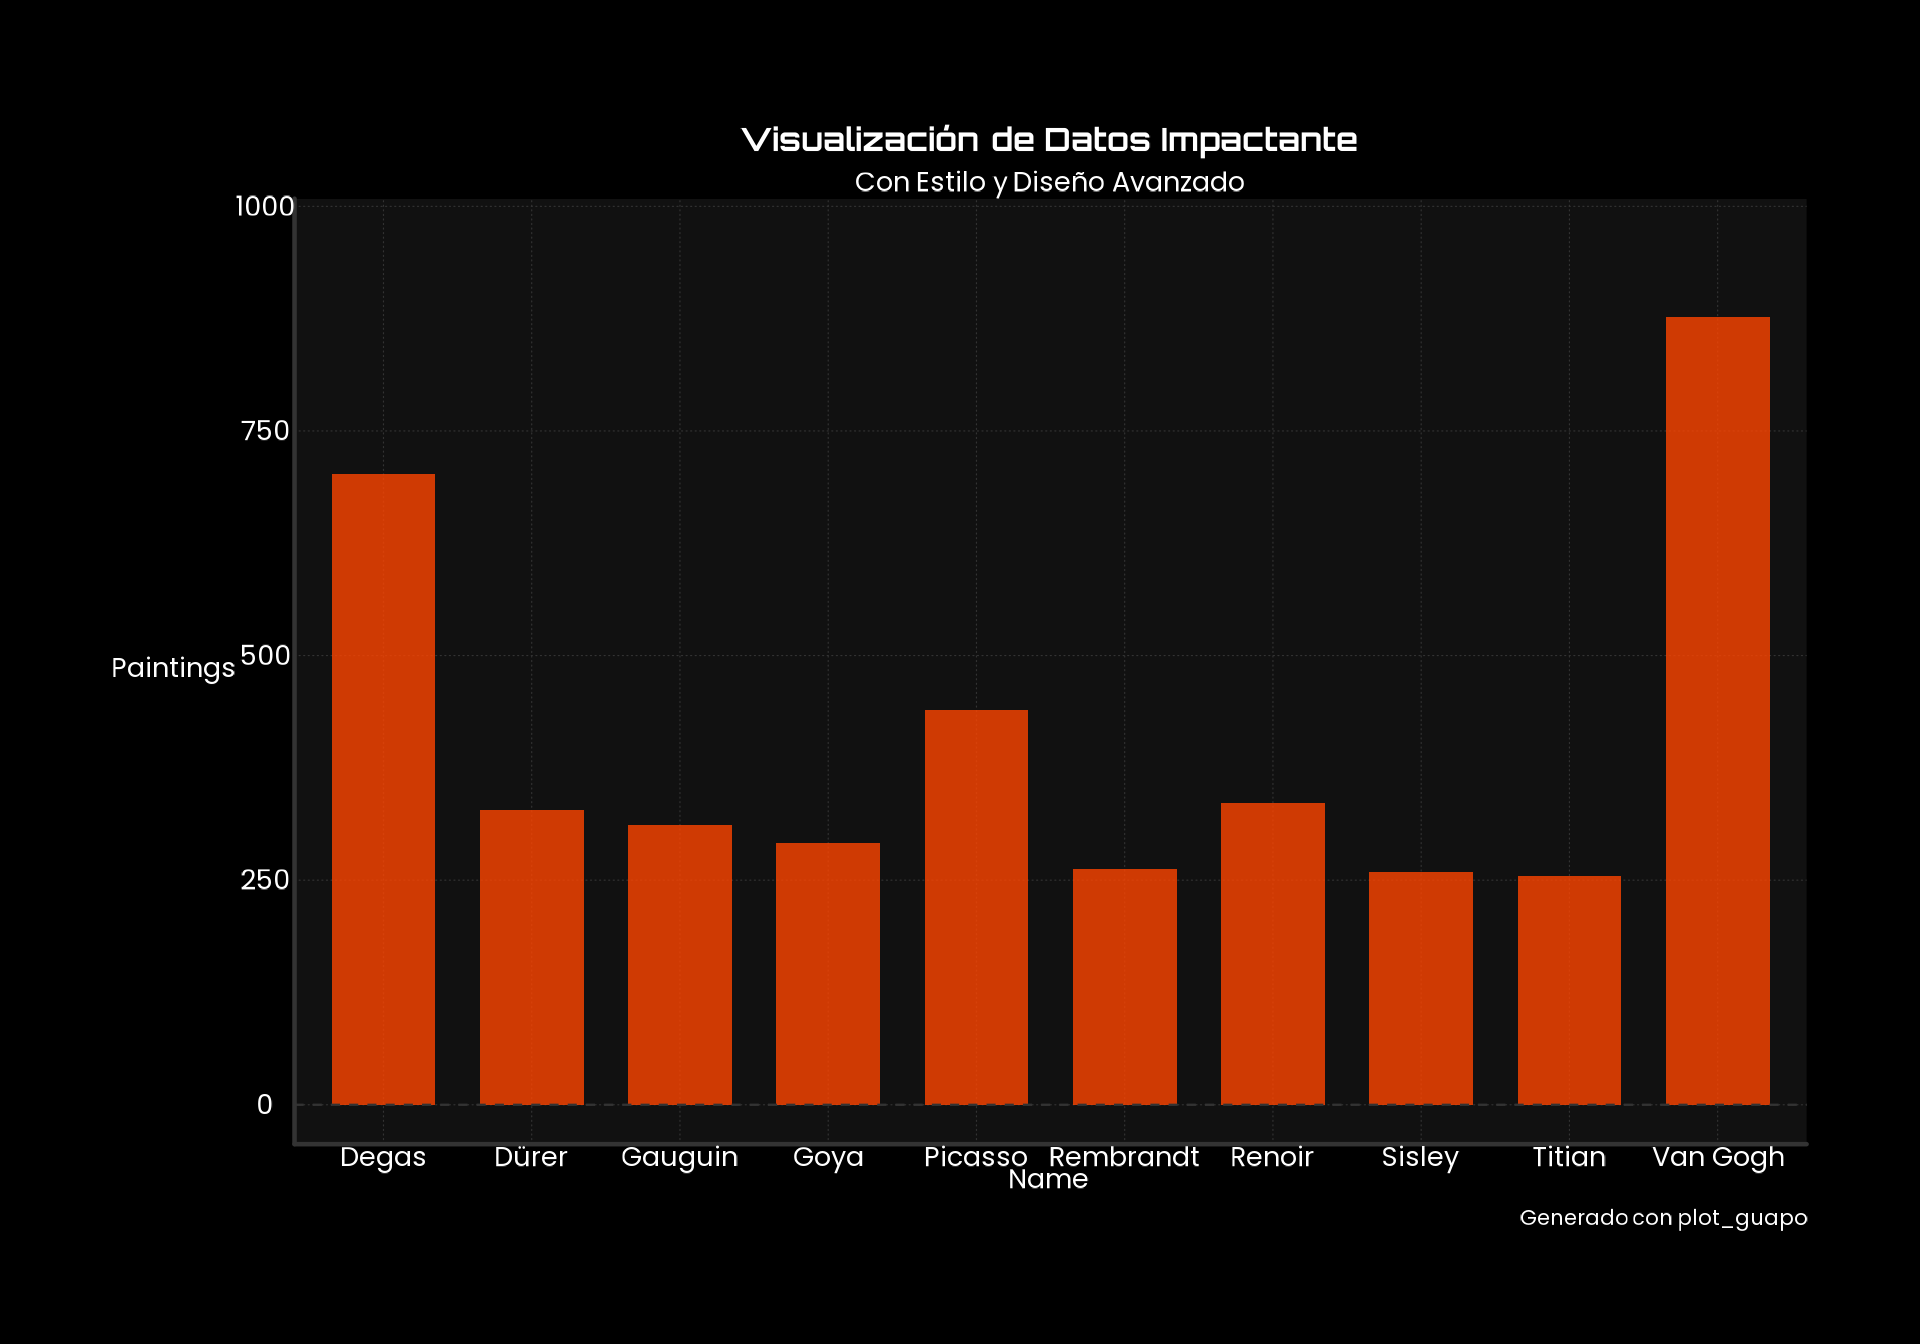 Visualización de Datos Impactante
Con Estilo y Diseño Avanzado
1000
750
500
250
0
Paintings
Degas Dürer Gauguin Goya Picasso Rembrandt Renoir Sisley Titian Van Gogh
Name
Generado con plot_guapo